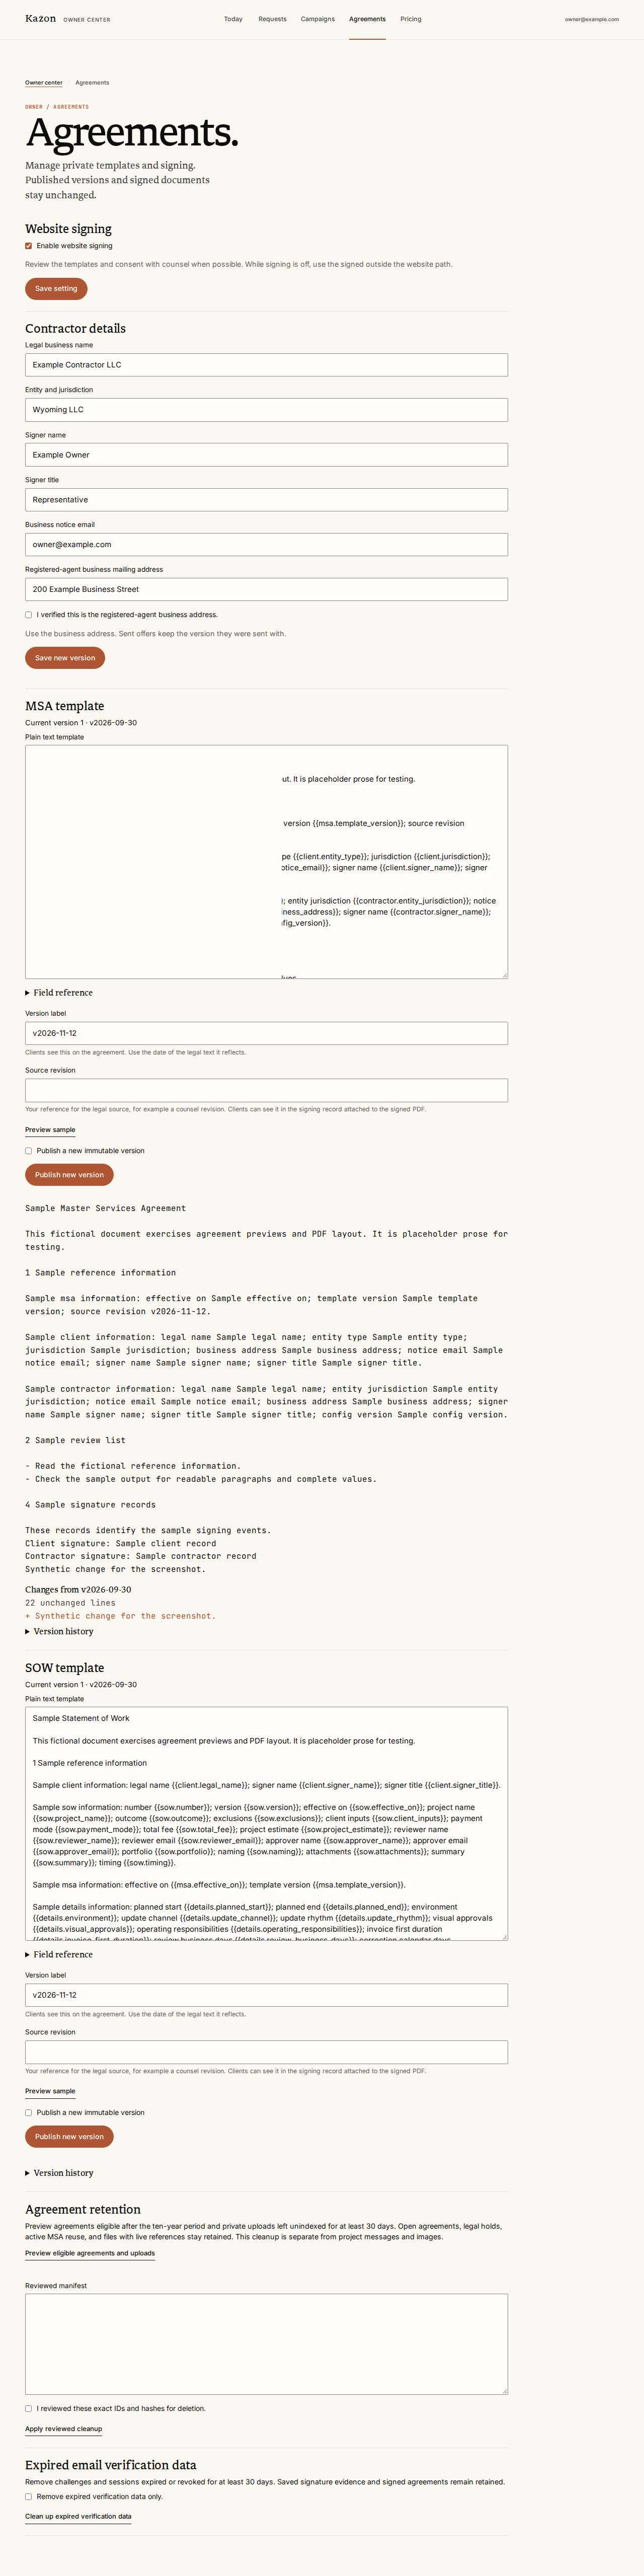 Kazon OWNER CENTER
Today Requests Campaigns Agreements Pricing
owner@example.com
Owner center / Agreements
OWNER / AGREEMENTS
Agreements.
Manage private templates and signing.
Published versions and signed documents
stay unchanged.
Website signing
Enable website signing
Review the templates and consent with counsel when possible. While signing is off, use the signed outside the website path.
Save setting
Contractor details
Legal business name
Example Contractor LLC
Entity and jurisdiction
Wyoming LLC
Signer name
Example Owner
Signer title
Representative
Business notice email
owner@example.com
Registered-agent business mailing address
200 Example Business Street
I verified this is the registered-agent business address.
Use the business address. Sent offers keep the version they were sent with.
Save new version
MSA template
Current version 1 · v2026-09-30
Plain text template
It is placeholder prose for testing.
version {{msa.template_version}}; source revision
{{client.entity_type}}; jurisdiction {{client.jurisdiction}};
signer name {{client.signer_name}}; signer
entity jurisdiction {{contractor.entity_jurisdiction}}; notice
signer name {{contractor.signer_name}};
Field reference
Version label
v2026-11-12
Clients see this on the agreement. Use the date of the legal text it reflects.
Source revision
Your reference for the legal source, for example a counsel revision. Clients can see it in the signing record attached to the signed PDF.
Preview sample
Publish a new immutable version
Publish new version
Sample Master Services Agreement
This fictional document exercises agreement previews and PDF layout. It is placeholder prose for
testing.
1 Sample reference information
Sample msa information: effective on Sample effective on; template version Sample template
version; source revision v2026-11-12.
Sample client information: legal name Sample legal name; entity type Sample entity type;
jurisdiction Sample jurisdiction; business address Sample business address; notice email Sample
notice email; signer name Sample signer name; signer title Sample signer title.
Sample contractor information: legal name Sample legal name; entity jurisdiction Sample entity
jurisdiction; notice email Sample notice email; business address Sample business address; signer
name Sample signer name; signer title Sample signer title; config version Sample config version.
2 Sample review list
- Read the fictional reference information.
- Check the sample output for readable paragraphs and complete values.
4 Sample signature records
These records identify the sample signing events.
Client signature: Sample client record
Contractor signature: Sample contractor record
Synthetic change for the screenshot.
Changes from v2026-09-30
22 unchanged lines
+ Synthetic change for the screenshot.
Version history
SOW template
Current version 1 · v2026-09-30
Plain text template
Sample Statement of Work
This fictional document exercises agreement previews and PDF layout. It is placeholder prose for testing.
1 Sample reference information
Sample client information: legal name {{client.legal_name}}; signer name {{client.signer_name}}; signer title {{client.signer_title}}.
Sample sow information: number {{sow.number}}; version {{sow.version}}; effective on {{sow.effective_on}}; project name
{{sow.project_name}}; outcome {{sow.outcome}}; exclusions {{sow.exclusions}}; client inputs {{sow.client_inputs}}; payment
mode {{sow.payment_mode}}; total fee {{sow.total_fee}}; project estimate {{sow.project_estimate}}; reviewer name
{{sow.reviewer_name}}; reviewer email {{sow.reviewer_email}}; approver name {{sow.approver_name}}; approver email
{{sow.approver_email}}; portfolio {{sow.portfolio}}; naming {{sow.naming}}; attachments {{sow.attachments}}; summary
{{sow.summary}}; timing {{sow.timing}}.
Sample msa information: effective on {{msa.effective_on}}; template version {{msa.template_version}}.
Sample details information: planned start {{details.planned_start}}; planned end {{details.planned_end}}; environment
{{details.environment}}; update channel {{details.update_channel}}; update rhythm {{details.update_rhythm}}; visual approvals
{{details.visual_approvals}}; operating responsibilities {{details.operating_responsibilities}}; invoice first duration
{{details.invoice_first_duration}}; review business days {{details.review_business_days}}; correction calendar days
Field reference
Version label
v2026-11-12
Clients see this on the agreement. Use the date of the legal text it reflects.
Source revision
Your reference for the legal source, for example a counsel revision. Clients can see it in the signing record attached to the signed PDF.
Preview sample
Publish a new immutable version
Publish new version
Version history
Agreement retention
Preview agreements eligible after the ten-year period and private uploads left unindexed for at least 30 days. Open agreements, legal holds,
active MSA reuse, and files with live references stay retained. This cleanup is separate from project messages and images.
Preview eligible agreements and uploads
Reviewed manifest
I reviewed these exact IDs and hashes for deletion.
Apply reviewed cleanup
Expired email verification data
Remove challenges and sessions expired or revoked for at least 30 days. Saved signature evidence and signed agreements remain retained.
Remove expired verification data only.
Clean up expired verification data